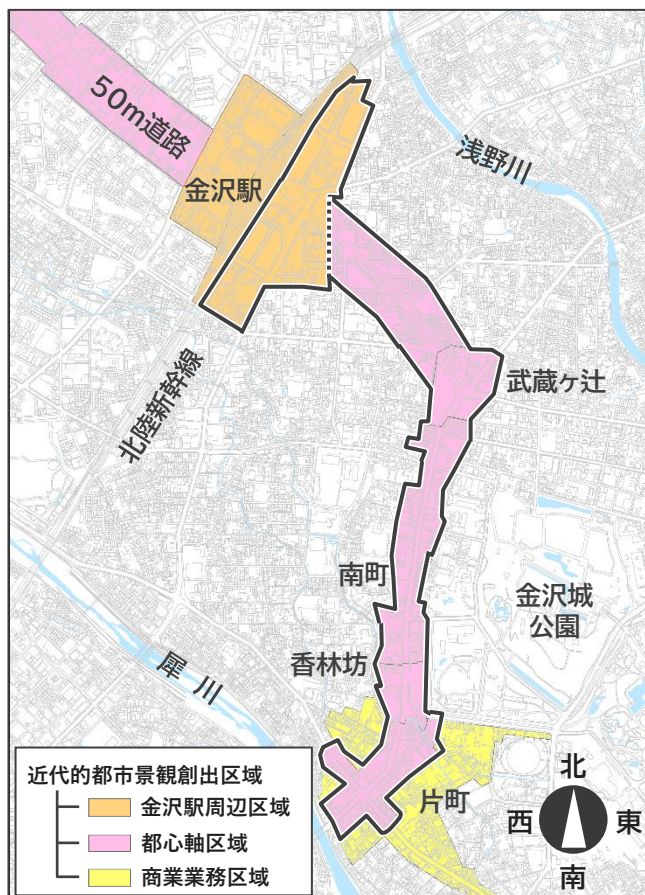 50m道路
金沢駅
浅野川
武蔵ヶ辻
北陸新幹線
南町
金沢城
公園
香林坊
犀川
片町
近代的都市景観創出区域
金沢駅周辺区域
都心軸区域
商業業務区域
北
西 東
南